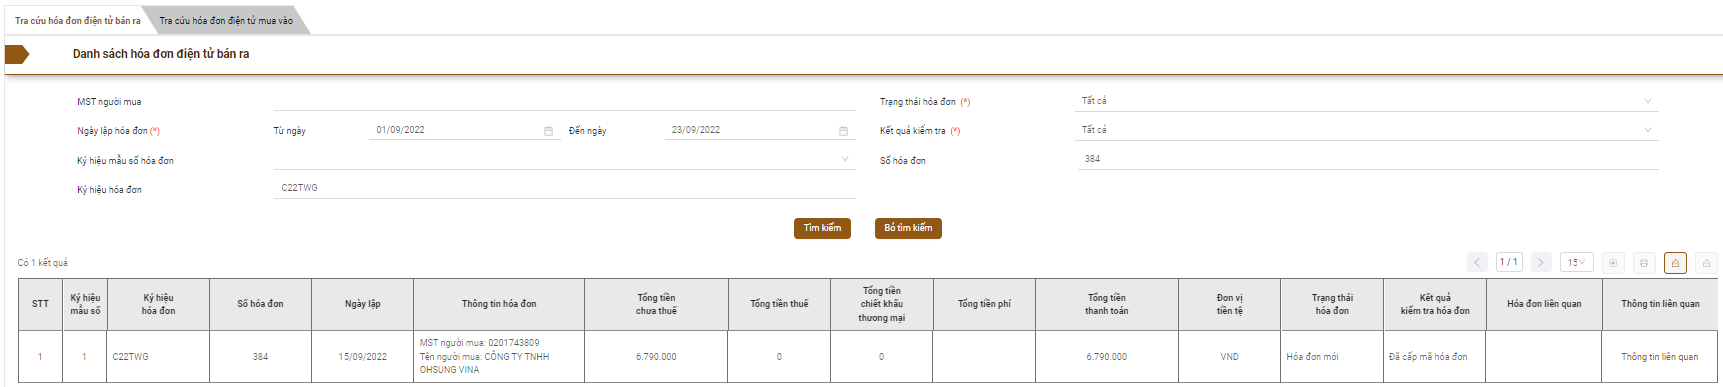 Tra cứu hóa đơn điện tử bán ra
Tra cứu hóa đơn điện tử mua vào
Danh sách hóa đơn điện tử bán ra
MST người mua
Trạng thái hóa đơn (*)
Tất cả
Ngày lập hóa đơn (*)
Từ ngày
01/09/2022
Đến ngày
23/09/2022
Kết quả kiểm tra (*)
Tất cả
Ký hiệu mẫu số hóa đơn
Số hóa đơn
384
Ký hiệu hóa đơn
C22TWG
Tìm kiếm
Bỏ tìm kiếm
Có 1 kết quả
1 / 1
15
STT
Ký hiệu
mẫu số
Ký hiệu
hóa đơn
Số hóa đơn
Ngày lập
Thông tin hóa đơn
Tổng tiền
chưa thuế
Tổng tiền thuế
Tổng tiền
chiết khấu
thương mại
Tổng tiền phí
Tổng tiền
thanh toán
Đơn vị
tiền tệ
Trạng thái
hóa đơn
Kết quả
kiểm tra hóa đơn
Hóa đơn liên quan
Thông tin liên quan
1
1
C22TWG
384
15/09/2022
MST người mua: 0201743809
Tên người mua: CÔNG TY TNHH
OHSUNG VINA
6.790.000
0
0
6.790.000
VND
Hóa đơn mới
Đã cấp mã hóa đơn
Thông tin liên quan